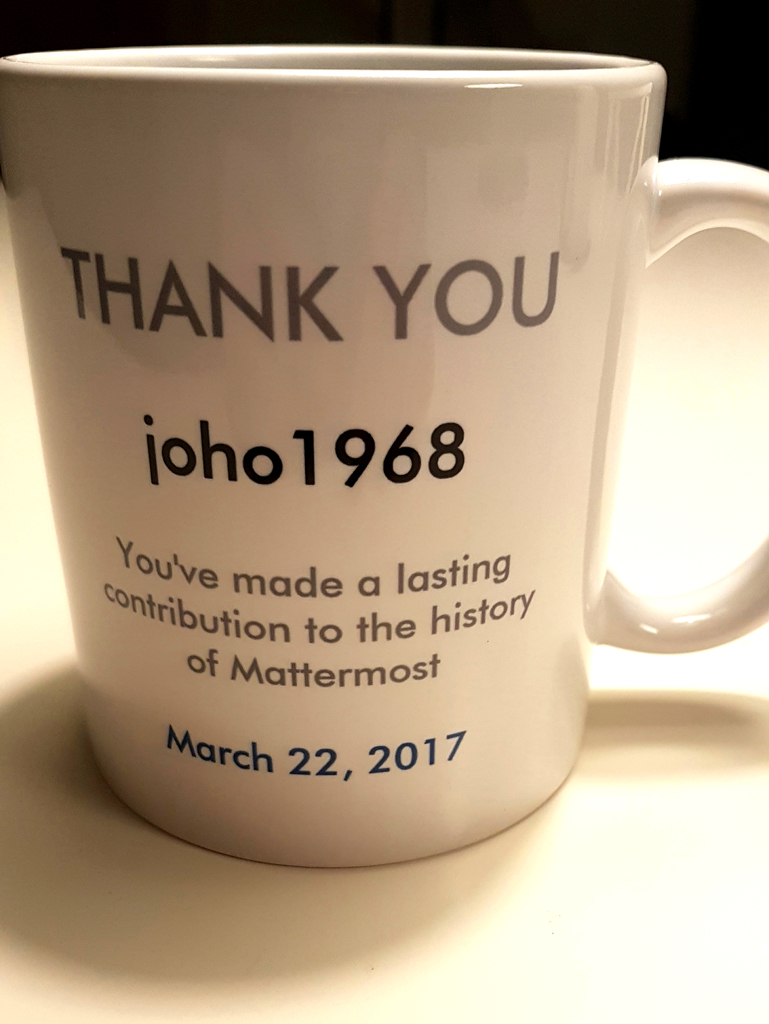 THANK YOU
joho1968
You've made a lasting
contribution to the history
of Mattermost
March 22, 2017